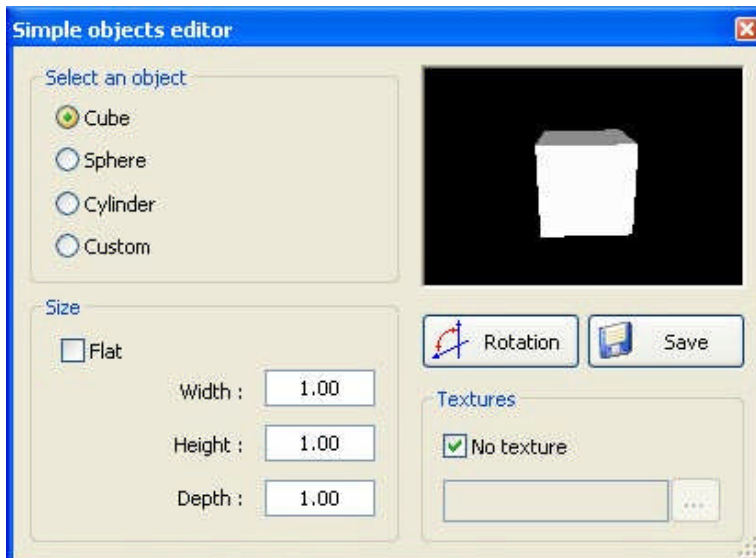 Simple objects editor
Select an object
Cube
Sphere
Cylinder
Custom
Size
Flat
Width : 1.00
Height : 1.00
Depth : 1.00
Rotation
Save
Textures
No texture
...